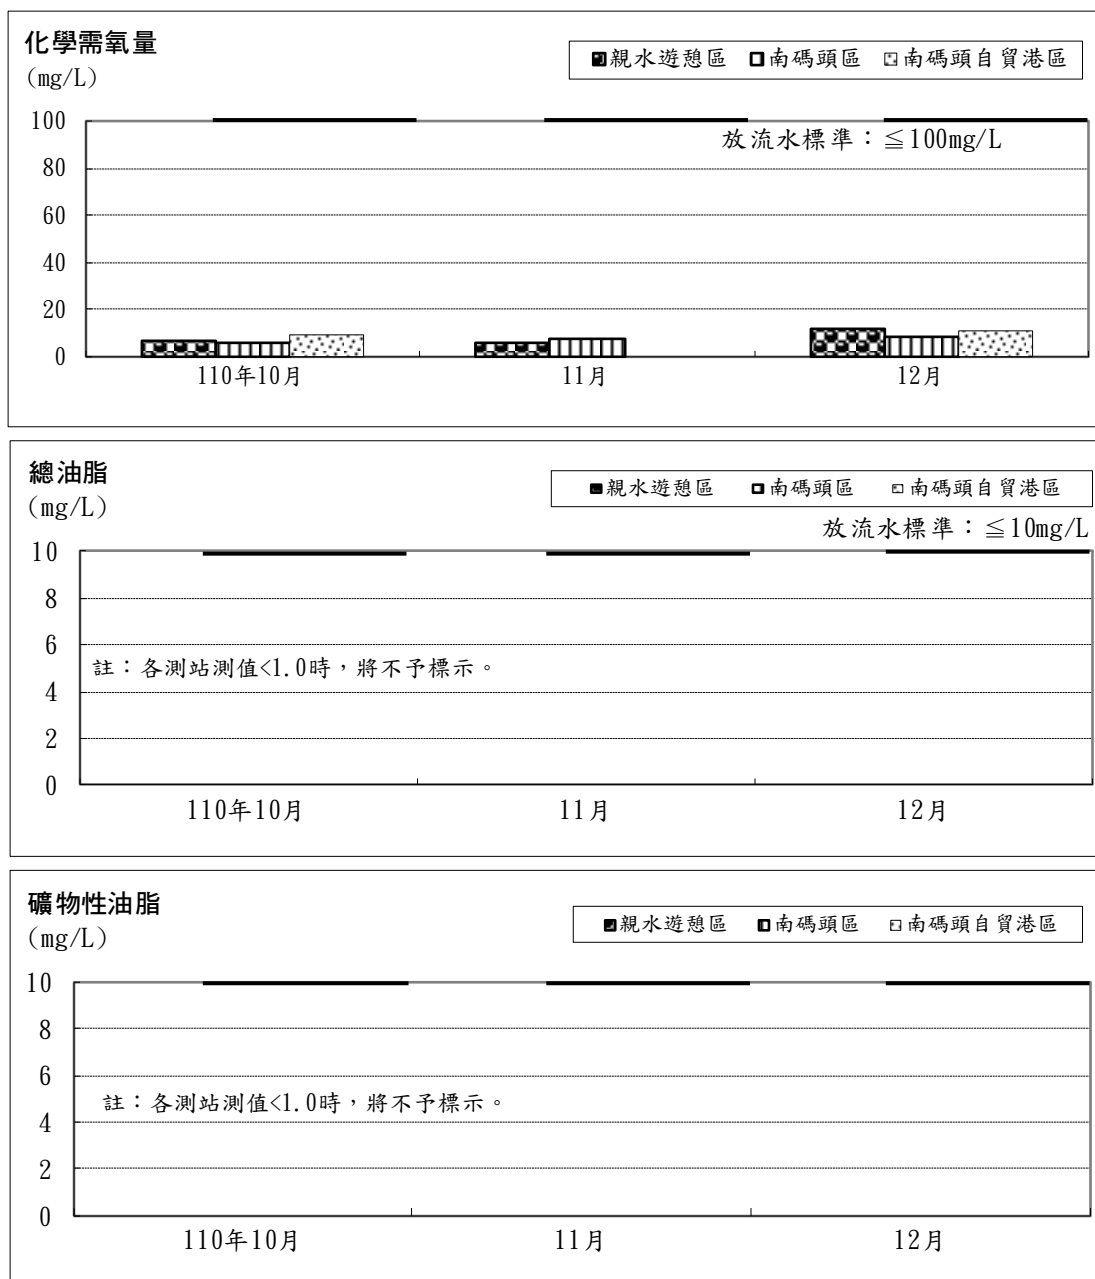 化學需氧量
(mg/L)
親水遊憩區 南碼頭區 南碼頭自貿港區
放流水標準：≦100mg/L
100
80
60
40
20
0
110年10月 11月 12月
總油脂
(mg/L)
親水遊憩區 南碼頭區 南碼頭自貿港區
放流水標準：≦10mg/L
10
8
6
註：各測站測值<1.0時，將不予標示。
4
2
0
110年10月 11月 12月
礦物性油脂
(mg/L)
親水遊憩區 南碼頭區 南碼頭自貿港區
10
8
6
註：各測站測值<1.0時，將不予標示。
4
2
0
110年10月 11月 12月